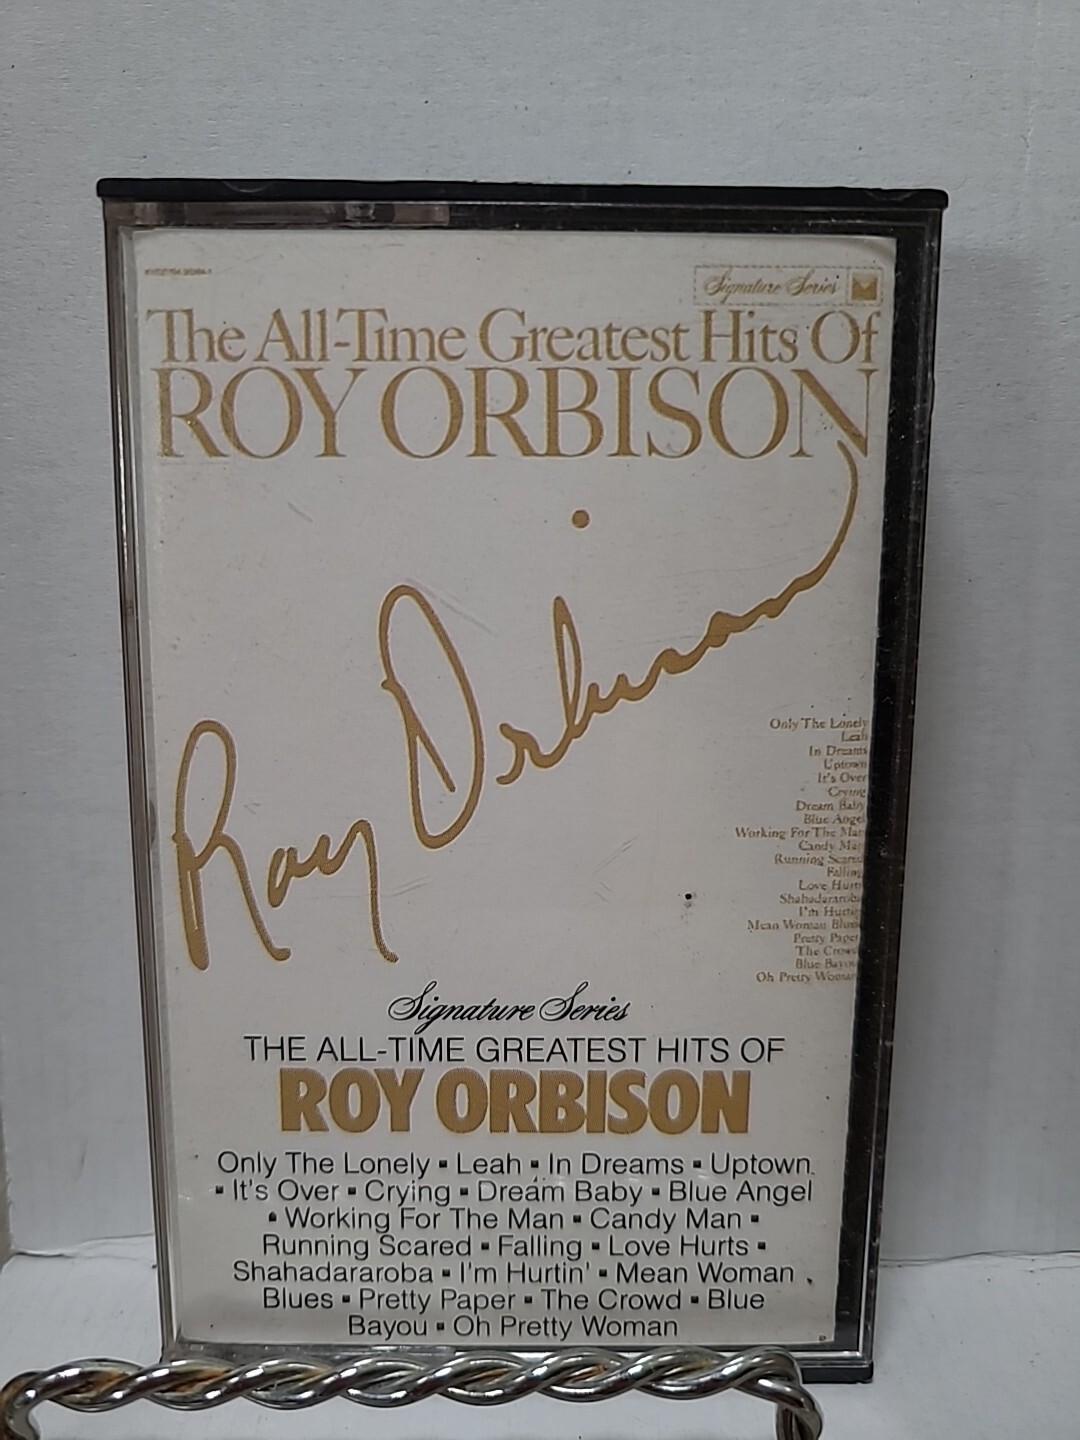 Signature Series
The All-Time Greatest Hits Of
ROY ORBISON
Roy Orbison
Only The Lonely
Leah
In Dreams
Uptown
It's Over
Crying
Dream Baby
Blue Angel
Working For The Man
Candy Man
Running Scared
Falling
Love Hurts
Shahadararoba
I'm Hurtin'
Mean Woman Blues
Pretty Paper
The Crowd
Blue Bayou
Oh Pretty Woman
Signature Series
THE ALL-TIME GREATEST HITS OF
ROY ORBISON
Only The Lonely ▪ Leah ▪ In Dreams ▪ Uptown
▪ It's Over ▪ Crying ▪ Dream Baby ▪ Blue Angel
▪ Working For The Man ▪ Candy Man ▪
Running Scared ▪ Falling ▪ Love Hurts ▪
Shahadararoba ▪ I'm Hurtin' ▪ Mean Woman
Blues ▪ Pretty Paper ▪ The Crowd ▪ Blue
Bayou ▪ Oh Pretty Woman